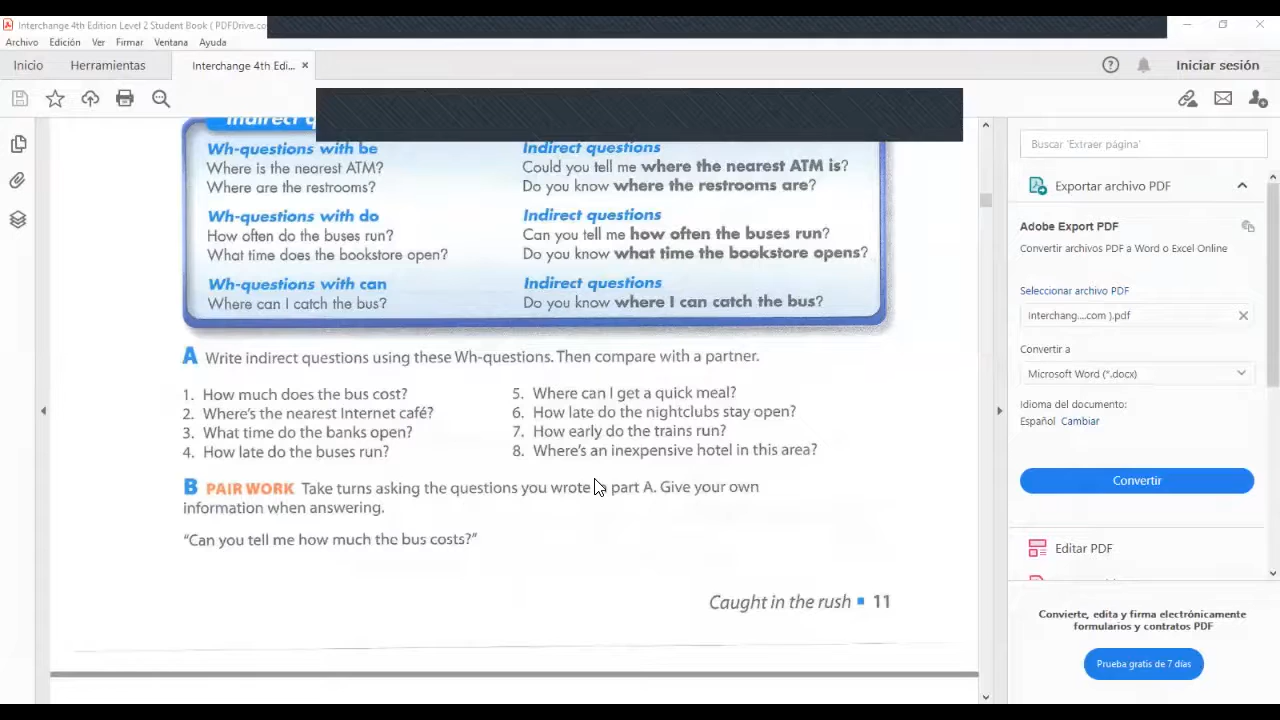 Interchange 4th Edition Level 2 Student Book ( PDFDrive.co
Archivo Edición Ver Firmar Ventana Ayuda
Inicio Herramientas Interchange 4th Edi... × Iniciar sesión
Wh-questions with be
Where is the nearest ATM?
Where are the restrooms?
Indirect questions
Could you tell me where the nearest ATM is?
Do you know where the restrooms are?
Wh-questions with do
How often do the buses run?
What time does the bookstore open?
Indirect questions
Can you tell me how often the buses run?
Do you know what time the bookstore opens?
Wh-questions with can
Where can I catch the bus?
Indirect questions
Do you know where I can catch the bus?
A Write indirect questions using these Wh-questions. Then compare with a partner.
1. How much does the bus cost?
2. Where's the nearest Internet café?
3. What time do the banks open?
4. How late do the buses run?
5. Where can I get a quick meal?
6. How late do the nightclubs stay open?
7. How early do the trains run?
8. Where's an inexpensive hotel in this area?
B PAIR WORK Take turns asking the questions you wrote part A. Give your own
information when answering.
“Can you tell me how much the bus costs?”
Caught in the rush ■ 11
Buscar 'Extraer página'
Exportar archivo PDF
Adobe Export PDF
Convertir archivos PDF a Word o Excel Online
Seleccionar archivo PDF
Interchang....com ).pdf
Convertir a
Microsoft Word (*.docx)
Idioma del documento:
Español Cambiar
Convertir
Editar PDF
Convierte, edita y firma electrónicamente
formularios y contratos PDF
Prueba gratis de 7 días